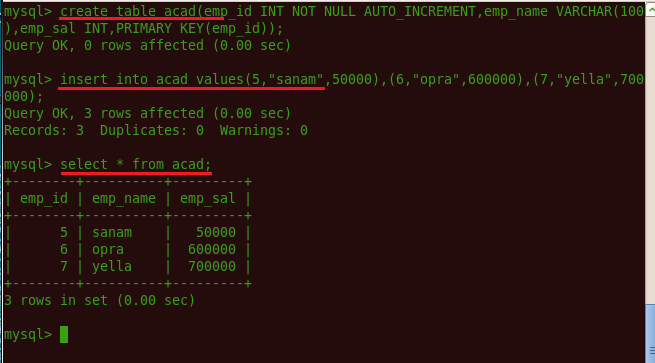 mysql> create table acad(emp_id INT NOT NULL AUTO_INCREMENT,emp_name VARCHAR(100
),emp_sal INT,PRIMARY KEY(emp_id));
Query OK, 0 rows affected (0.00 sec)
mysql> insert into acad values(5,"sanam",50000),(6,"opra",600000),(7,"yella",700
000);
Query OK, 3 rows affected (0.00 sec)
Records: 3  Duplicates: 0  Warnings: 0
mysql> select * from acad;
+--------+----------+---------+
| emp_id | emp_name | emp_sal |
+--------+----------+---------+
|      5 | sanam    |   50000 |
|      6 | opra     |  600000 |
|      7 | yella    |  700000 |
+--------+----------+---------+
3 rows in set (0.00 sec)
mysql>